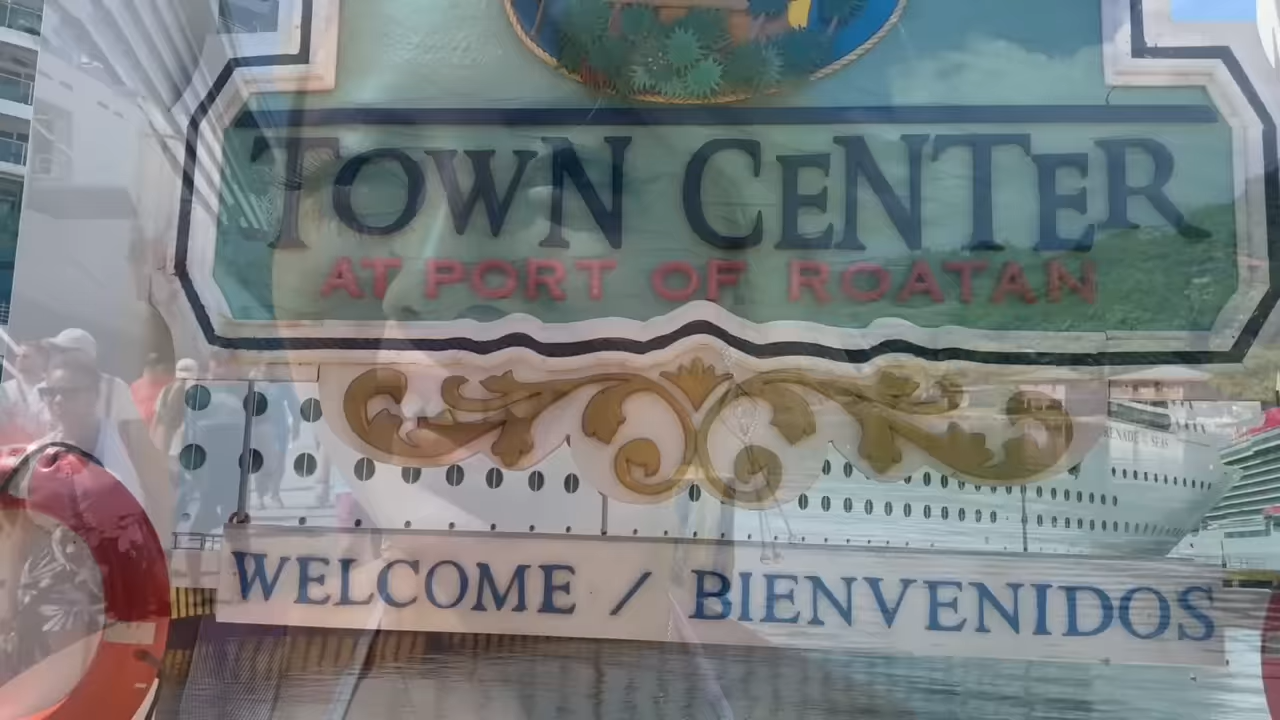 TOWN CENTER
AT PORT OF ROATAN
WELCOME / BIENVENIDOS